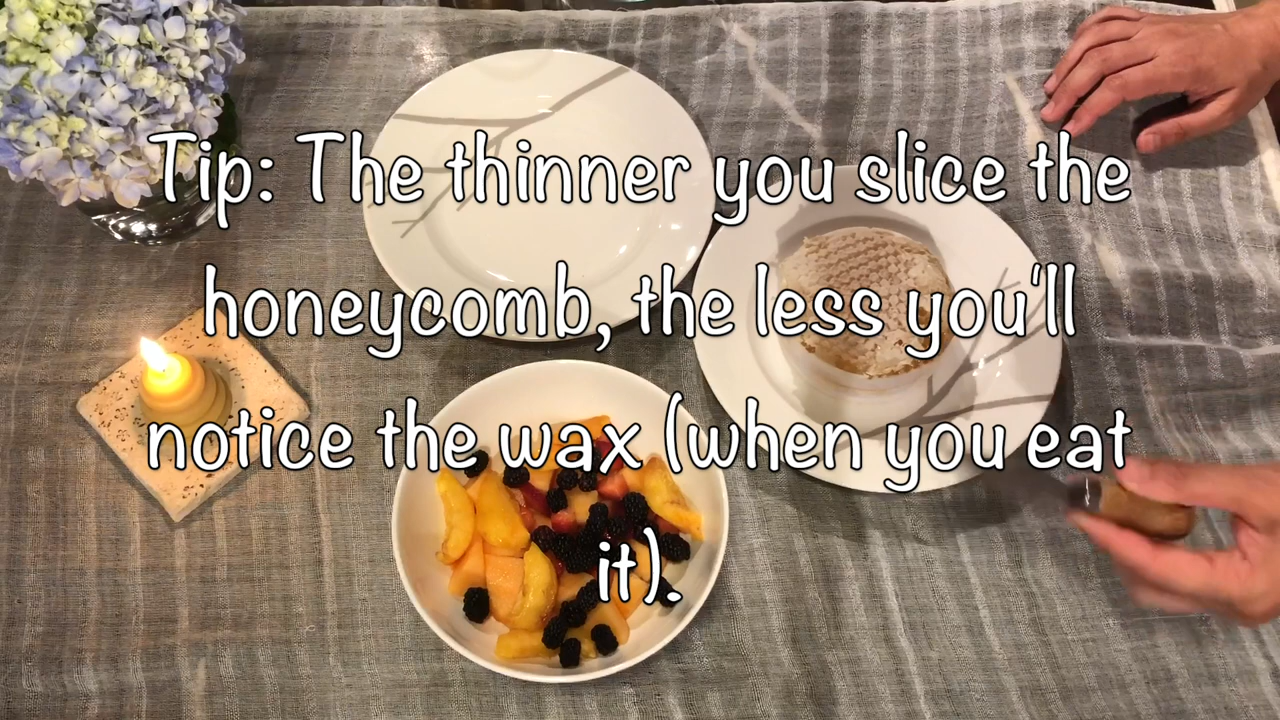 Tip: The thinner you slice the
honeycomb, the less you'll
notice the wax (when you eat
it).